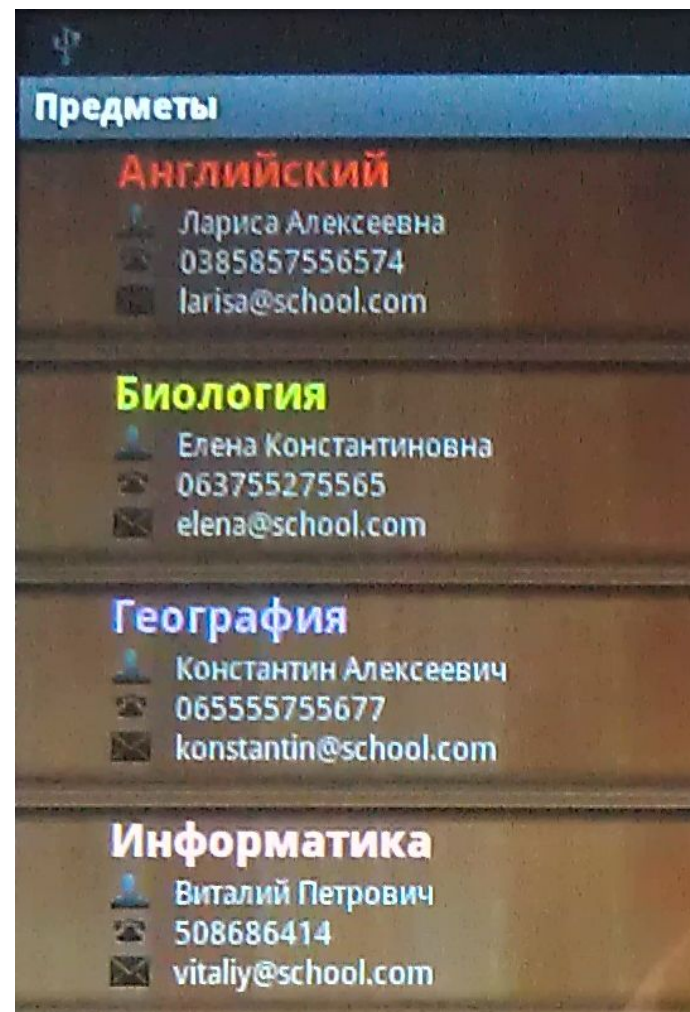 Предметы
Английский
Лариса Алексеевна
0385857556574
larisa@school.com
Биология
Елена Константиновна
063755275565
elena@school.com
География
Константин Алексеевич
065555755677
konstantin@school.com
Информатика
Виталий Петрович
508686414
vitaliy@school.com